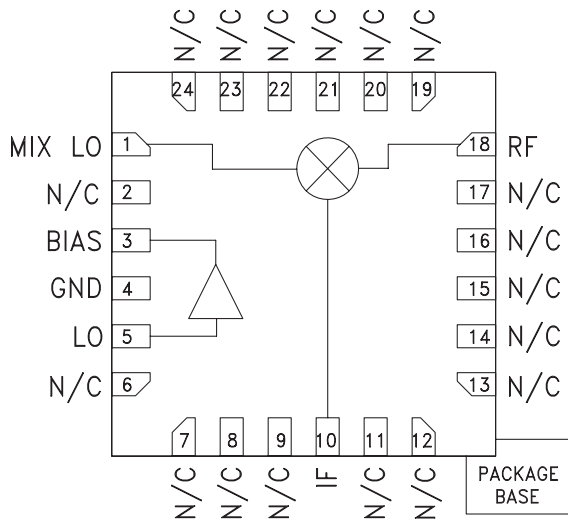 N/C N/C N/C N/C N/C N/C
24 23 22 21 20 19
MIX LO 1
18 RF
N/C 2
17 N/C
BIAS 3
16 N/C
GND 4
15 N/C
LO 5
14 N/C
N/C 6
13 N/C
7 8 9 10 11 12
N/C N/C N/C IF N/C N/C
PACKAGE
BASE